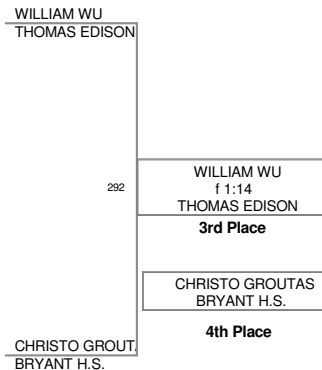 WILLIAM WU
THOMAS EDISON
292
WILLIAM WU
f 1:14
THOMAS EDISON
3rd Place
CHRISTO GROUTAS
BRYANT H.S.
4th Place
CHRISTO GROUT
BRYANT H.S.